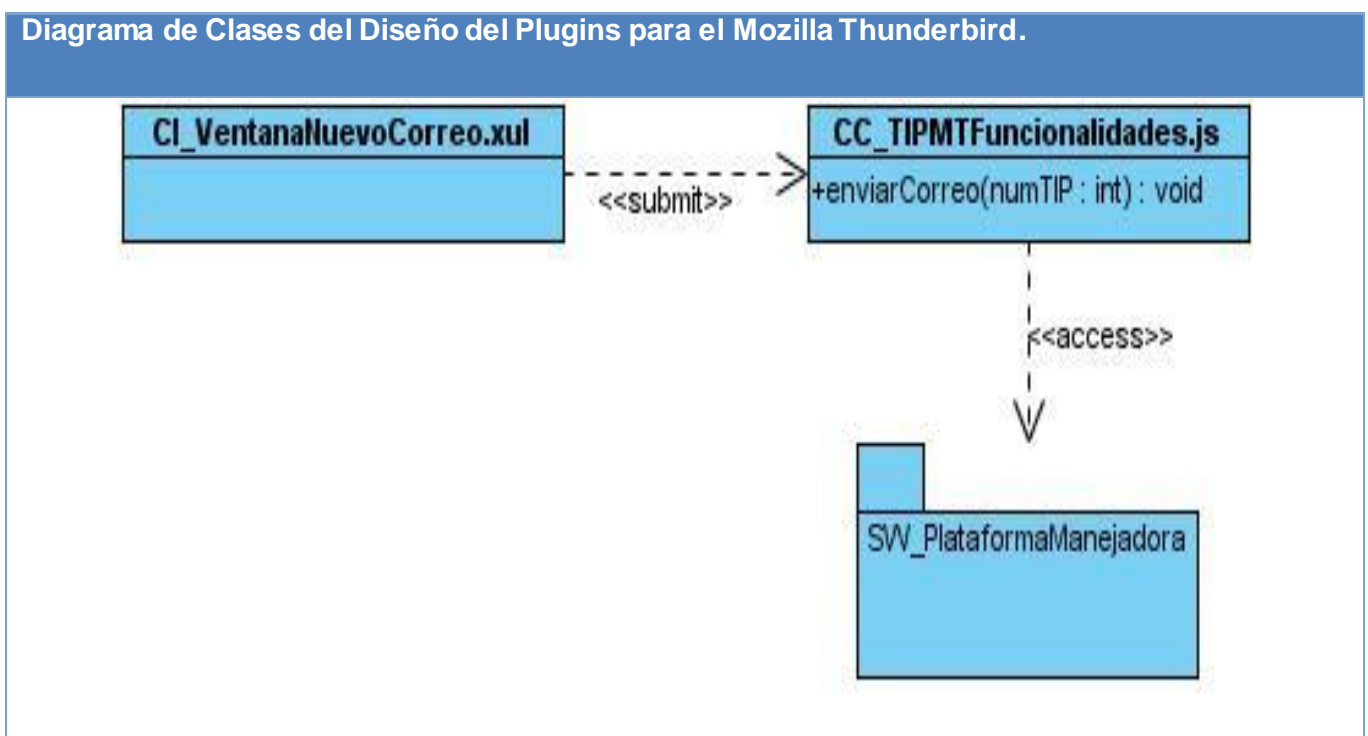 Diagrama de Clases del Diseño del Plugins para el Mozilla Thunderbird.
CI_VentanaNuevoCorreo.xul
CC_TIPMTFuncionalidades.js
<<submit>>
+enviarCorreo(numTIP : int) : void
<<access>>
SW_PlataformaManejadora